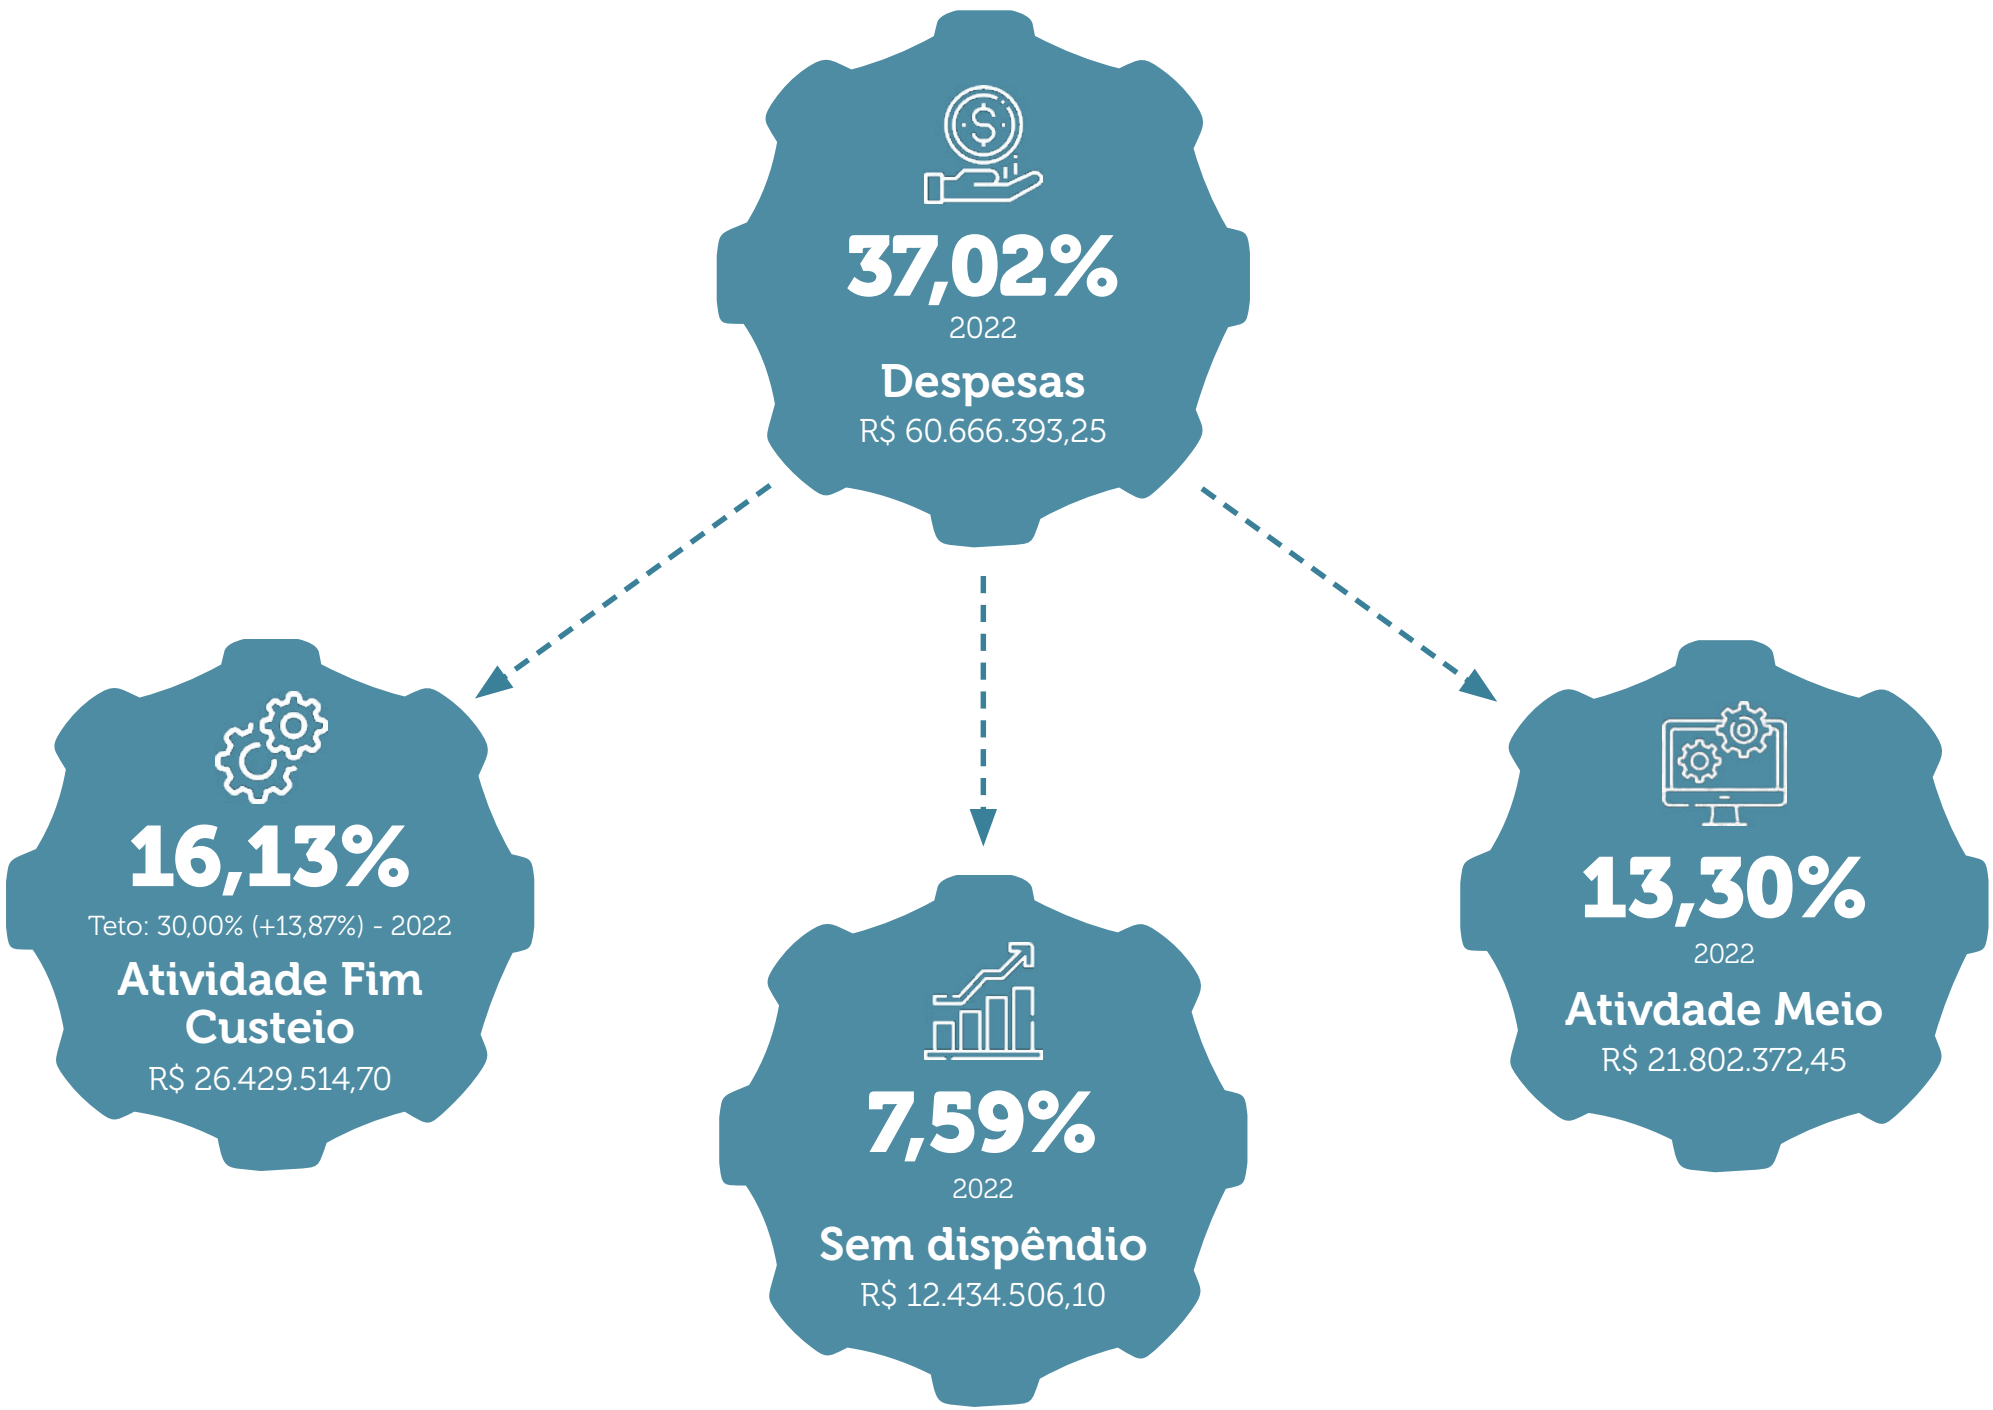 37,02%
2022
Despesas
R$ 60.666.393,25
16,13%
Teto: 30,00% (+13,87%) - 2022
Atividade Fim
Custeio
R$ 26.429.514,70
7,59%
2022
Sem dispêndio
R$ 12.434.506,10
13,30%
2022
Ativdade Meio
R$ 21.802.372,45